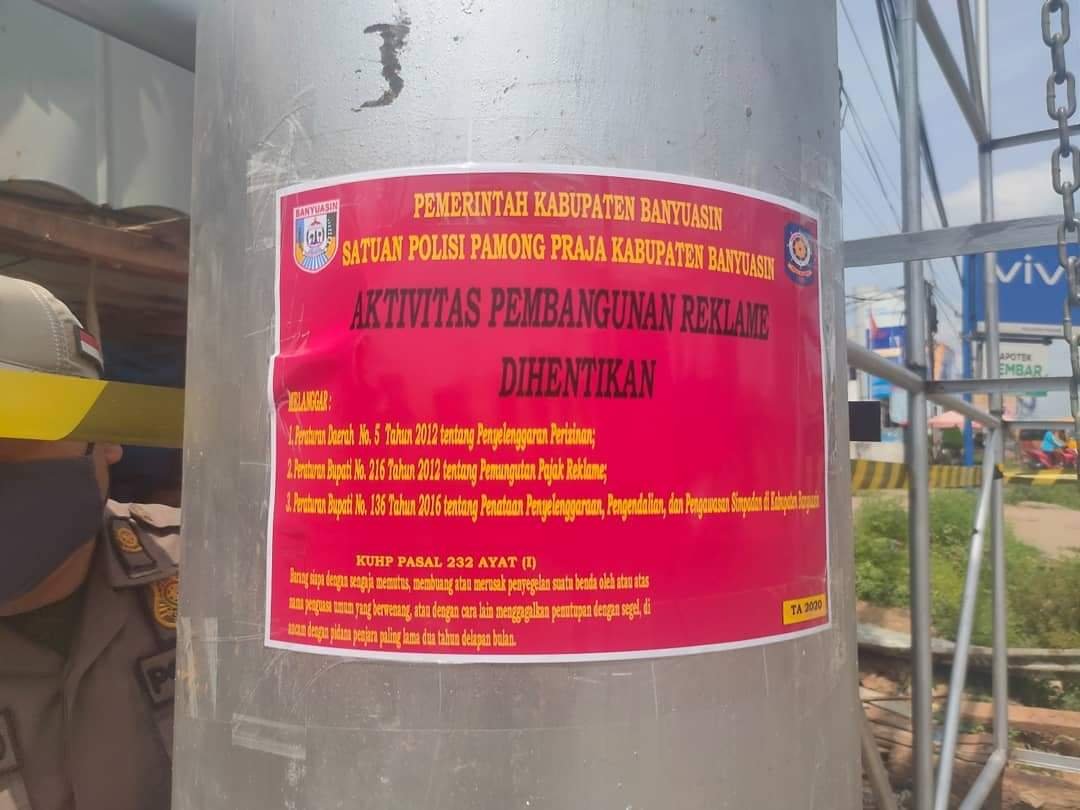 BANYUASIN
PEMERINTAH KABUPATEN BANYUASIN
SATUAN POLISI PAMONG PRAJA KABUPATEN BANYUASIN
AKTIVITAS PEMBANGUNAN REKLAME
DIHENTIKAN
MELANGGAR :
1. Peraturan Daerah No. 5 Tahun 2012 tentang Penyelenggaran Perizinan;
2. Peraturan Bupati No. 216 Tahun 2012 tentang Pemungutan Pajak Reklame;
3. Peraturan Bupati No. 136 Tahun 2016 tentang Penataan Penyelenggaraan, Pengendalian, dan Pengawasan Simpadan di Kabupaten Banyuasin
KUHP PASAL 232 AYAT (I)
Barang siapa dengan sengaja memutus, membuang atau merusak penyegelan suatu benda oleh atau atas
nama penguasa umum yang berwenang, atau dengan cara lain menggagalkan penutupan dengan segel, di
ancam dengan pidana penjara paling lama dua tahun delapan bulan.
TA 2020
viv
APOTEK
EMBAR